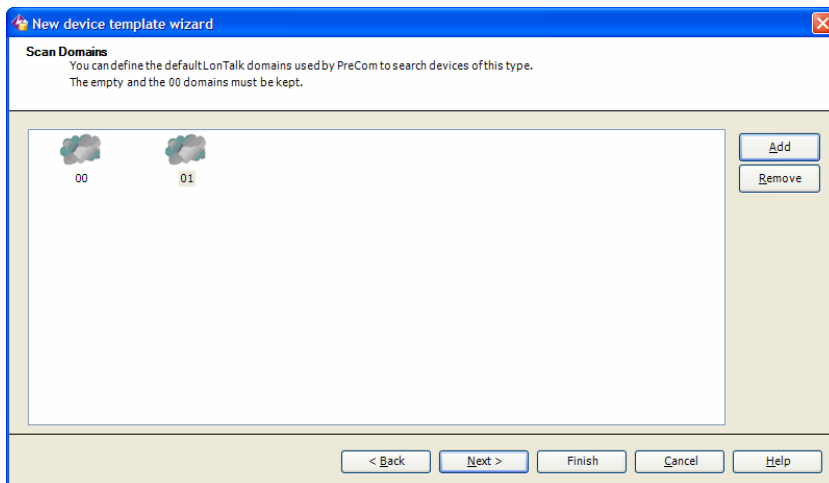 New device template wizard
Scan Domains
You can define the default LonTalk domains used by PreCom to search devices of this type.
The empty and the 00 domains must be kept.
00 01
Add
Remove
< Back Next > Finish Cancel Help